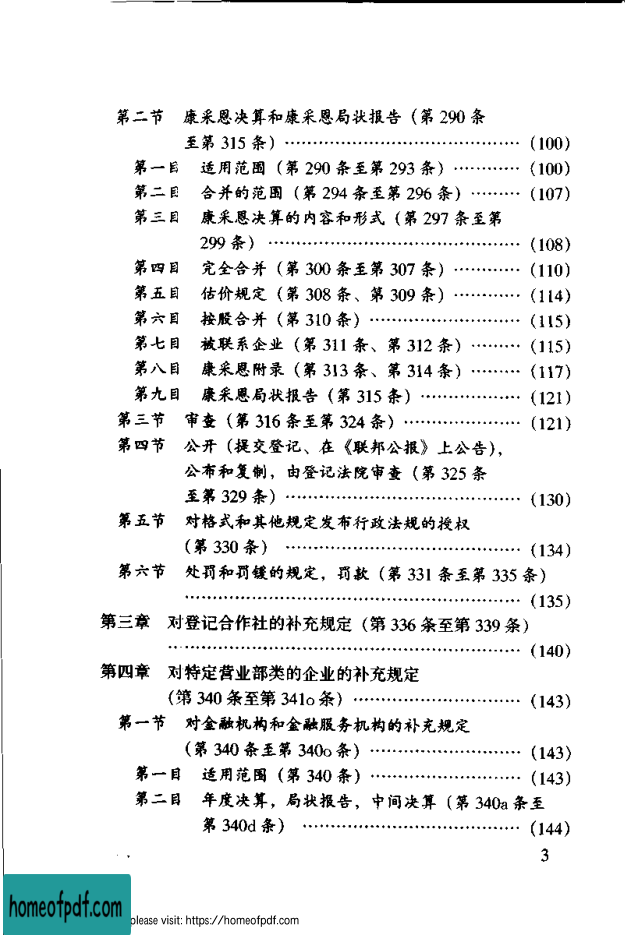 第二节 康采恩决算和康采恩局状报告（第 290 条
至第 315 条）…………………………………… (100)
第一目 适用范围（第 290 条至第 293 条）………… (100)
第二目 合并的范围（第 294 条至第 296 条）……… (107)
第三目 康采恩决算的内容和形式（第 297 条至第
299 条）……………………………………… (108)
第四目 完全合并（第 300 条至第 307 条）………… (110)
第五目 估价规定（第 308 条、第 309 条）………… (114)
第六目 按股合并（第 310 条）……………………… (115)
第七目 被联系企业（第 311 条、第 312 条）……… (115)
第八目 康采恩附录（第 313 条、第 314 条）……… (117)
第九目 康采恩局状报告（第 315 条）……………… (121)
第三节 审查（第 316 条至第 324 条）………………… (121)
第四节 公开（提交登记、在《联邦公报》上公告），
公布和复制，由登记法院审查（第 325 条
至第 329 条）…………………………………… (130)
第五节 对格式和其他规定发布行政法规的授权
（第 330 条）…………………………………… (134)
第六节 处罚和罚锾的规定，罚款（第 331 条至第 335 条）
…………………………………………………… (135)
第三章 对登记合作社的补充规定（第 336 条至第 339 条）
……………………………………………………… (140)
第四章 对特定营业部类的企业的补充规定
（第 340 条至第 341o 条）………………………… (143)
第一节 对金融机构和金融服务机构的补充规定
（第 340 条至第 340o 条）……………………… (143)
第一目 适用范围（第 340 条）……………………… (143)
第二目 年度决算，局状报告，中间决算（第 340a 条至
第 340d 条）………………………………… (144)
3
homeofpdf.com
please visit: https://homeofpdf.com